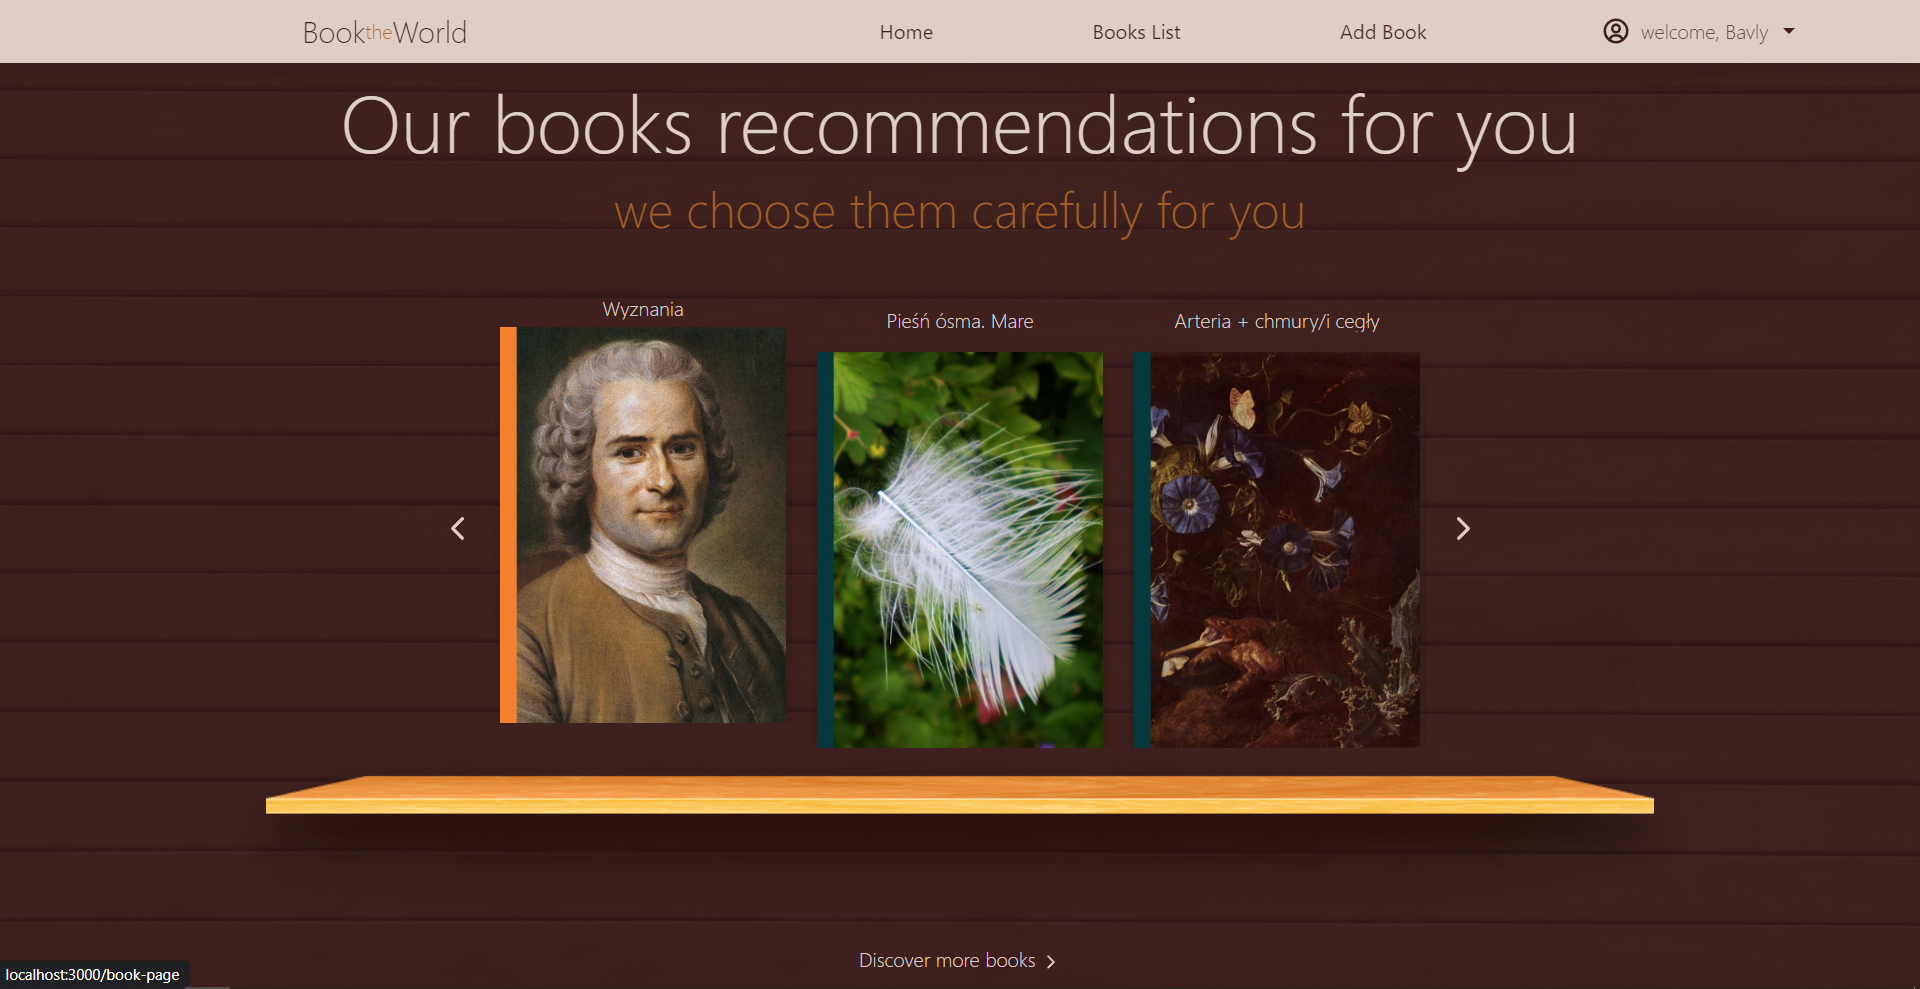 BooktheWorld
Home
Books List
Add Book
welcome, Bavly
Our books recommendations for you
we choose them carefully for you
Wyznania
Pieśń ósma. Mare
Arteria + chmury/i cegły
Discover more books
localhost:3000/book-page